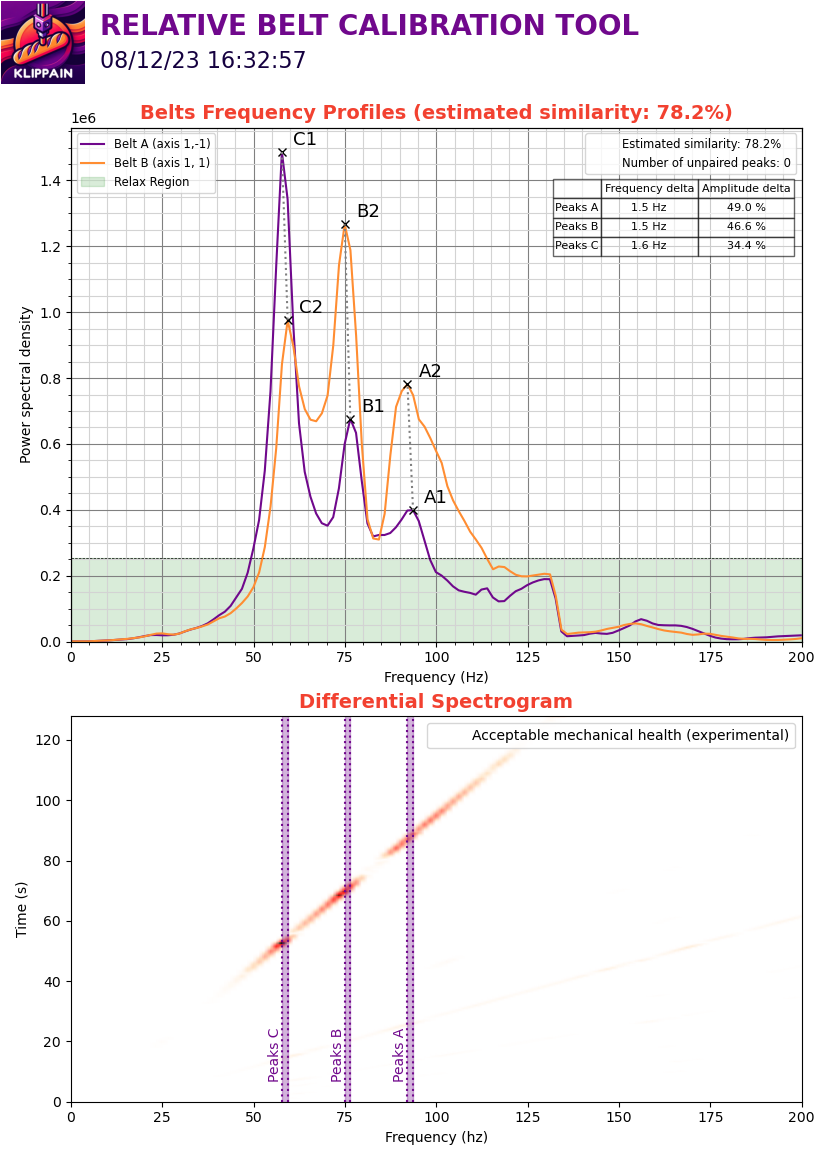 RELATIVE BELT CALIBRATION TOOL
08/12/23 16:32:57
KLIPPAIN
Belts Frequency Profiles (estimated similarity: 78.2%)
1e6
Belt A (axis 1,-1)
Belt B (axis 1, 1)
Relax Region
Estimated similarity: 78.2%
Number of unpaired peaks: 0
Frequency delta Amplitude delta
Peaks A 1.5 Hz 49.0 %
Peaks B 1.5 Hz 46.6 %
Peaks C 1.6 Hz 34.4 %
C1
B2
C2
A2
B1
A1
1.4
1.2
1.0
0.8
0.6
0.4
0.2
0.0
Power spectral density
0 25 50 75 100 125 150 175 200
Frequency (Hz)
Differential Spectrogram
Acceptable mechanical health (experimental)
120
100
80
60
40
20
0
Time (s)
Peaks C
Peaks B
Peaks A
0 25 50 75 100 125 150 175 200
Frequency (hz)